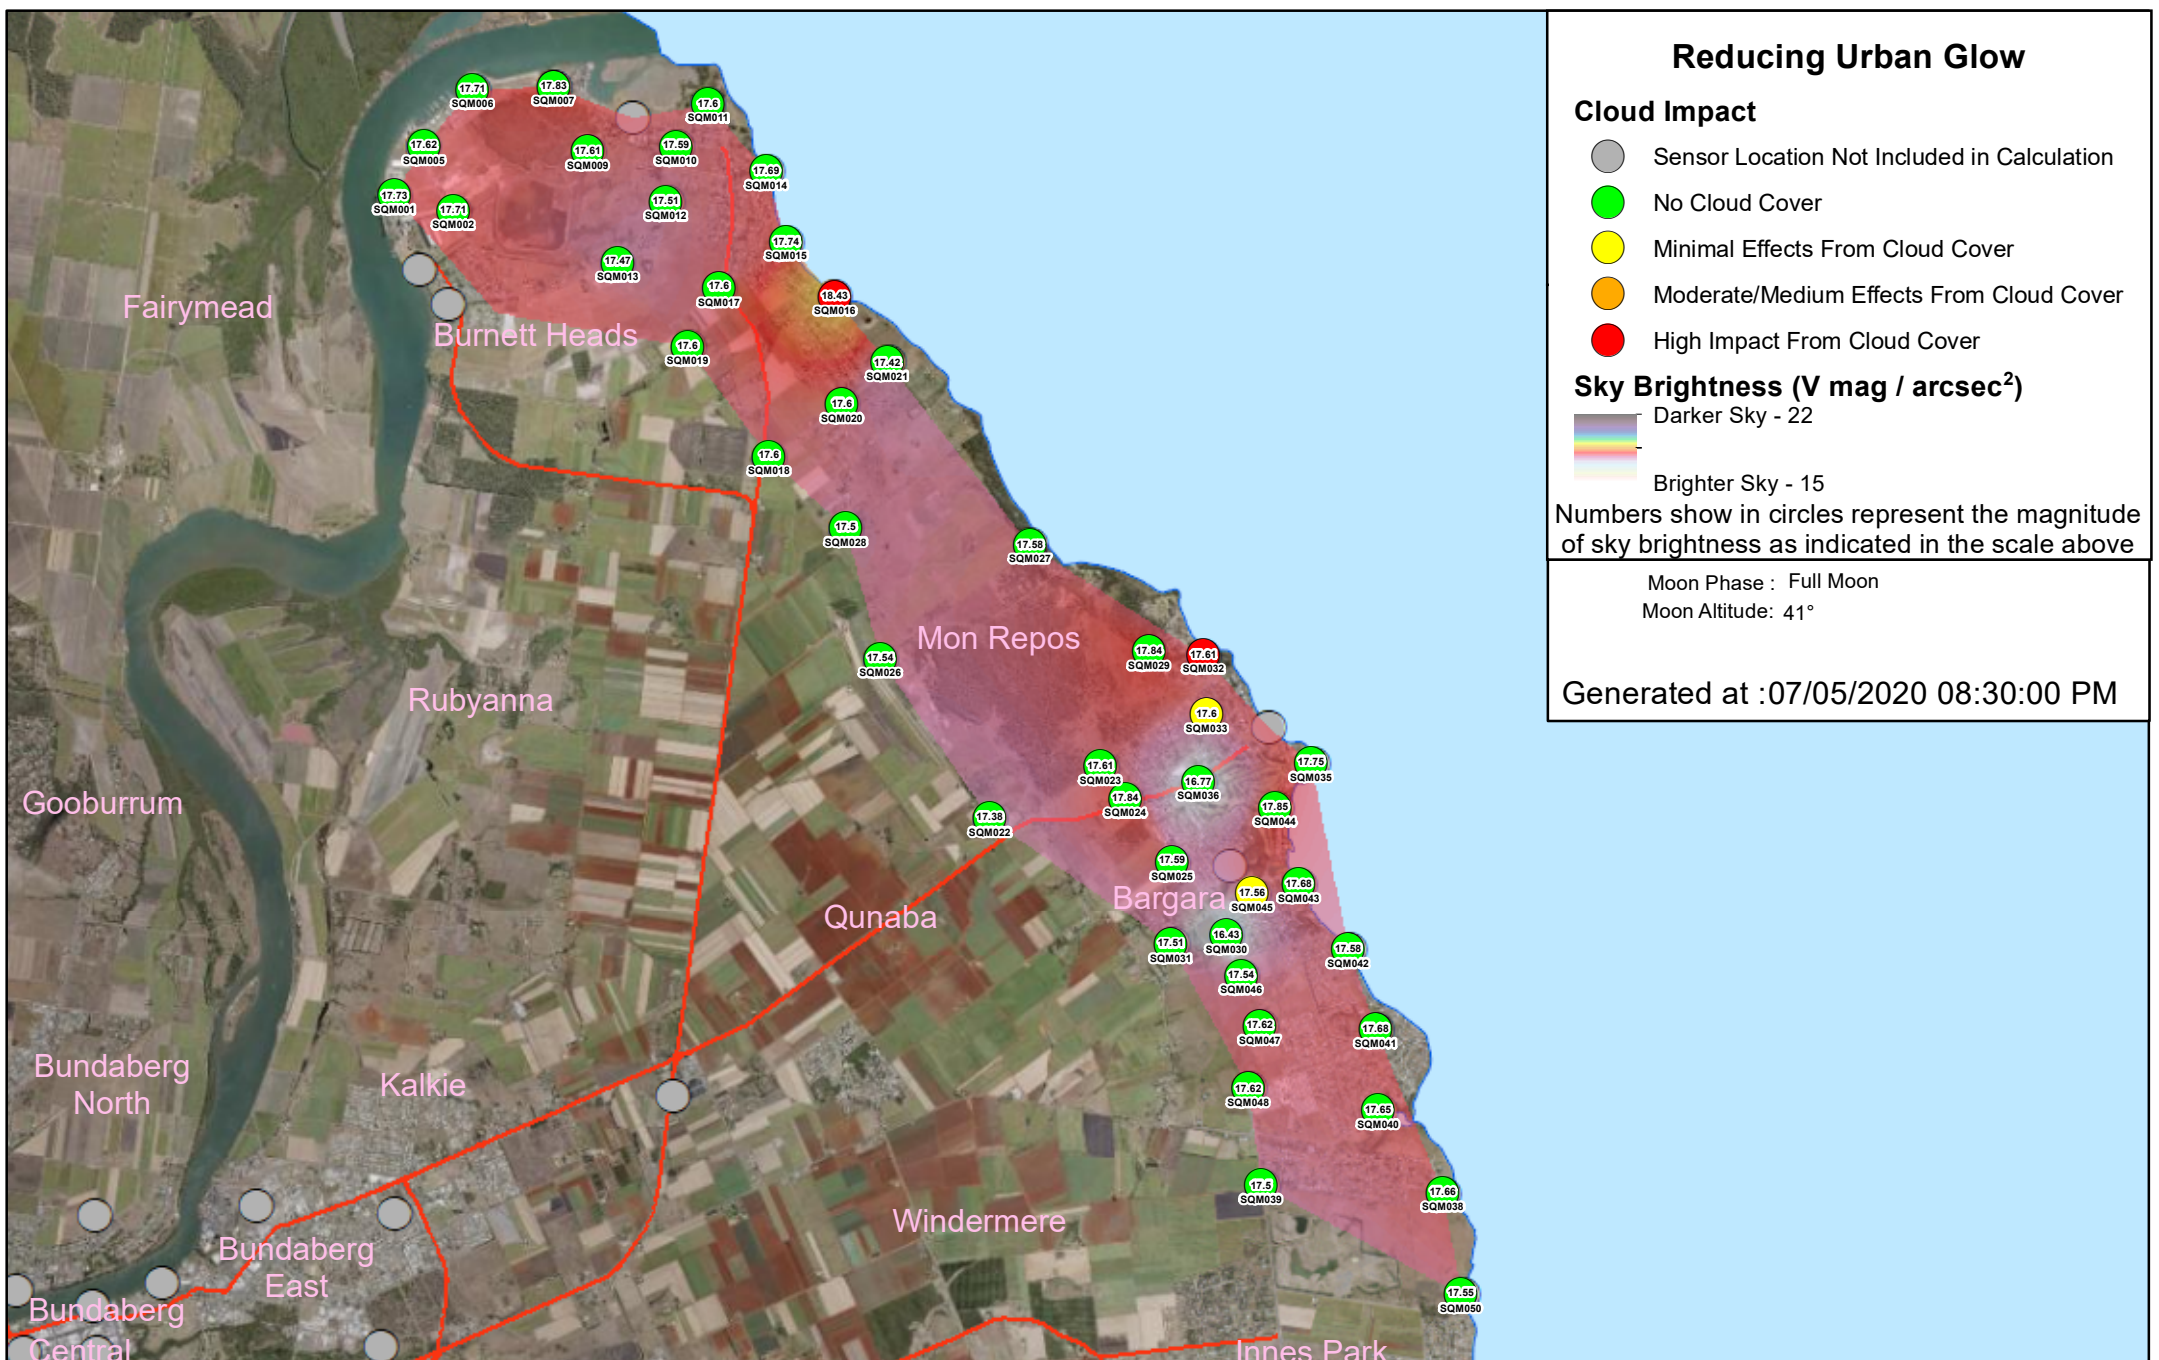 Reducing Urban Glow
Cloud Impact
Sensor Location Not Included in Calculation
No Cloud Cover
Minimal Effects From Cloud Cover
Moderate/Medium Effects From Cloud Cover
High Impact From Cloud Cover
Sky Brightness (V mag / arcsec²)
Darker Sky - 22
Brighter Sky - 15
Numbers show in circles represent the magnitude
of sky brightness as indicated in the scale above
Moon Phase : Full Moon
Moon Altitude: 41°
Generated at :07/05/2020 08:30:00 PM
17.71
SQM006
17.83
SQM007
17.6
SQM011
17.62
SQM005
17.61
SQM009
17.59
SQM010
17.69
SQM014
17.73
SQM001
17.71
SQM002
17.51
SQM012
17.74
SQM015
17.47
SQM013
17.6
SQM017
18.43
SQM016
Fairymead
Burnett Heads
17.6
SQM019
17.42
SQM021
17.6
SQM020
17.6
SQM018
17.5
SQM028
17.58
SQM027
Mon Repos
17.54
SQM026
17.84
SQM029
17.61
SQM032
Rubyanna
17.6
SQM033
17.61
SQM023
17.75
SQM035
16.77
SQM036
17.84
SQM024
17.85
SQM044
Gooburrum
17.38
SQM022
17.59
SQM025
Bargara
17.56
SQM045
17.68
SQM043
Qunaba
17.51
SQM031
16.43
SQM030
17.58
SQM042
17.54
SQM046
17.62
SQM047
17.68
SQM041
Bundaberg
North
Kalkie
17.62
SQM048
17.65
SQM040
17.5
SQM039
17.66
SQM038
Windermere
Bundaberg
East
17.55
SQM050
Bundaberg
Central
Innes Park